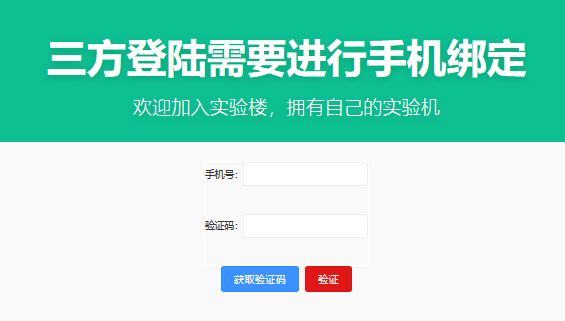 三方登陆需要进行手机绑定
欢迎加入实验楼，拥有自己的实验机
手机号：
验证码：
获取验证码 验证